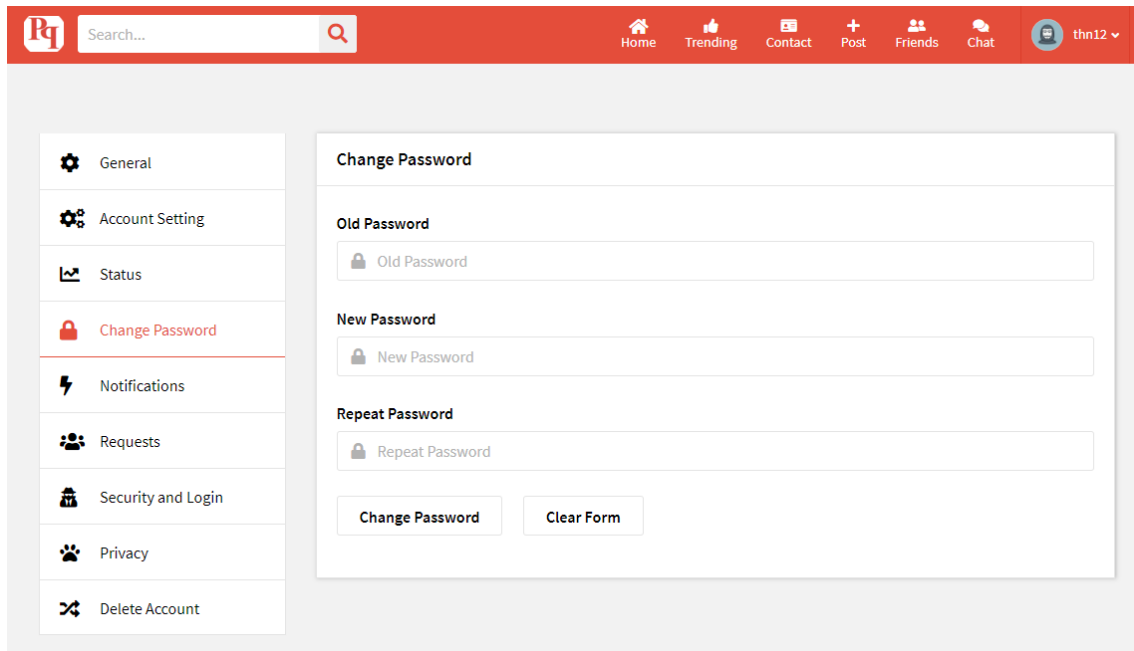 Pq
Search...
Home
Trending
Contact
Post
Friends
Chat
thn12
General
Account Setting
Status
Change Password
Notifications
Requests
Security and Login
Privacy
Delete Account
Change Password
Old Password
Old Password
New Password
New Password
Repeat Password
Repeat Password
Change Password
Clear Form